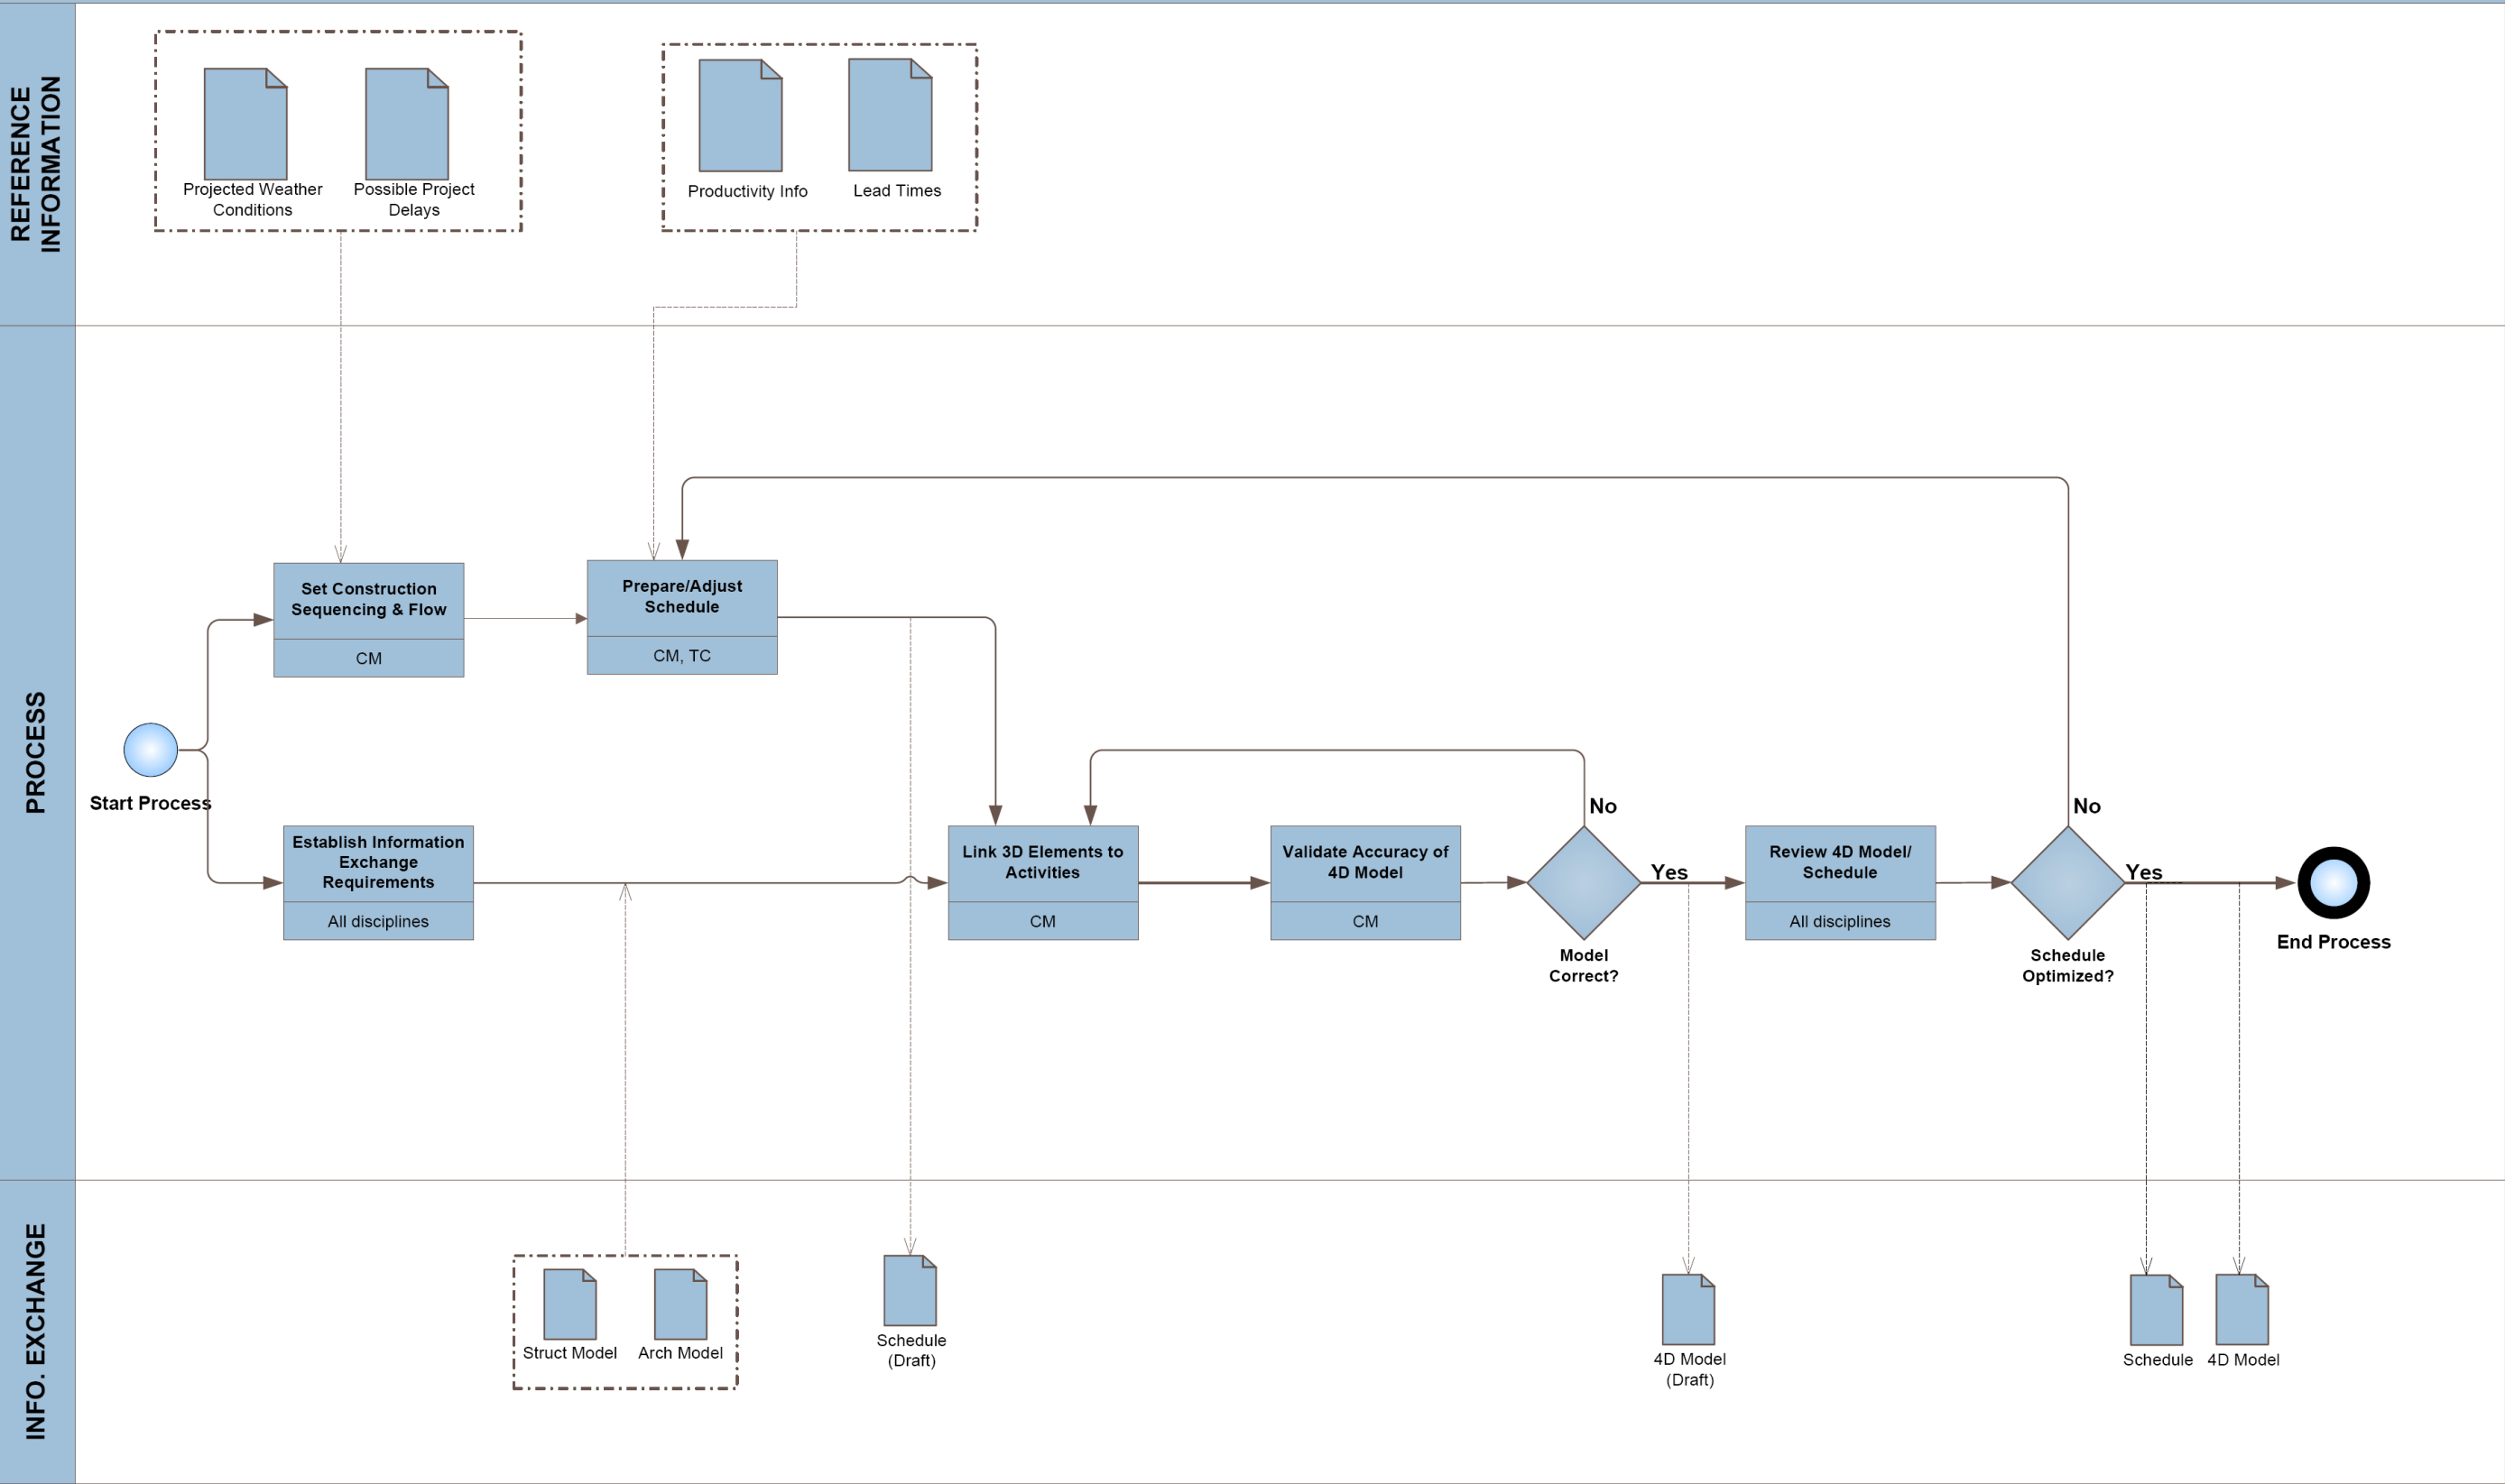 REFERENCE
INFORMATION
Projected Weather
Conditions
Possible Project
Delays
Productivity Info
Lead Times
PROCESS
Start Process
Set Construction
Sequencing & Flow
CM
Prepare/Adjust
Schedule
CM, TC
Establish Information
Exchange
Requirements
All disciplines
Link 3D Elements to
Activities
CM
Validate Accuracy of
4D Model
CM
No
Yes
Model
Correct?
Review 4D Model/
Schedule
All disciplines
No
Yes
Schedule
Optimized?
End Process
INFO. EXCHANGE
Struct Model
Arch Model
Schedule
(Draft)
4D Model
(Draft)
Schedule
4D Model